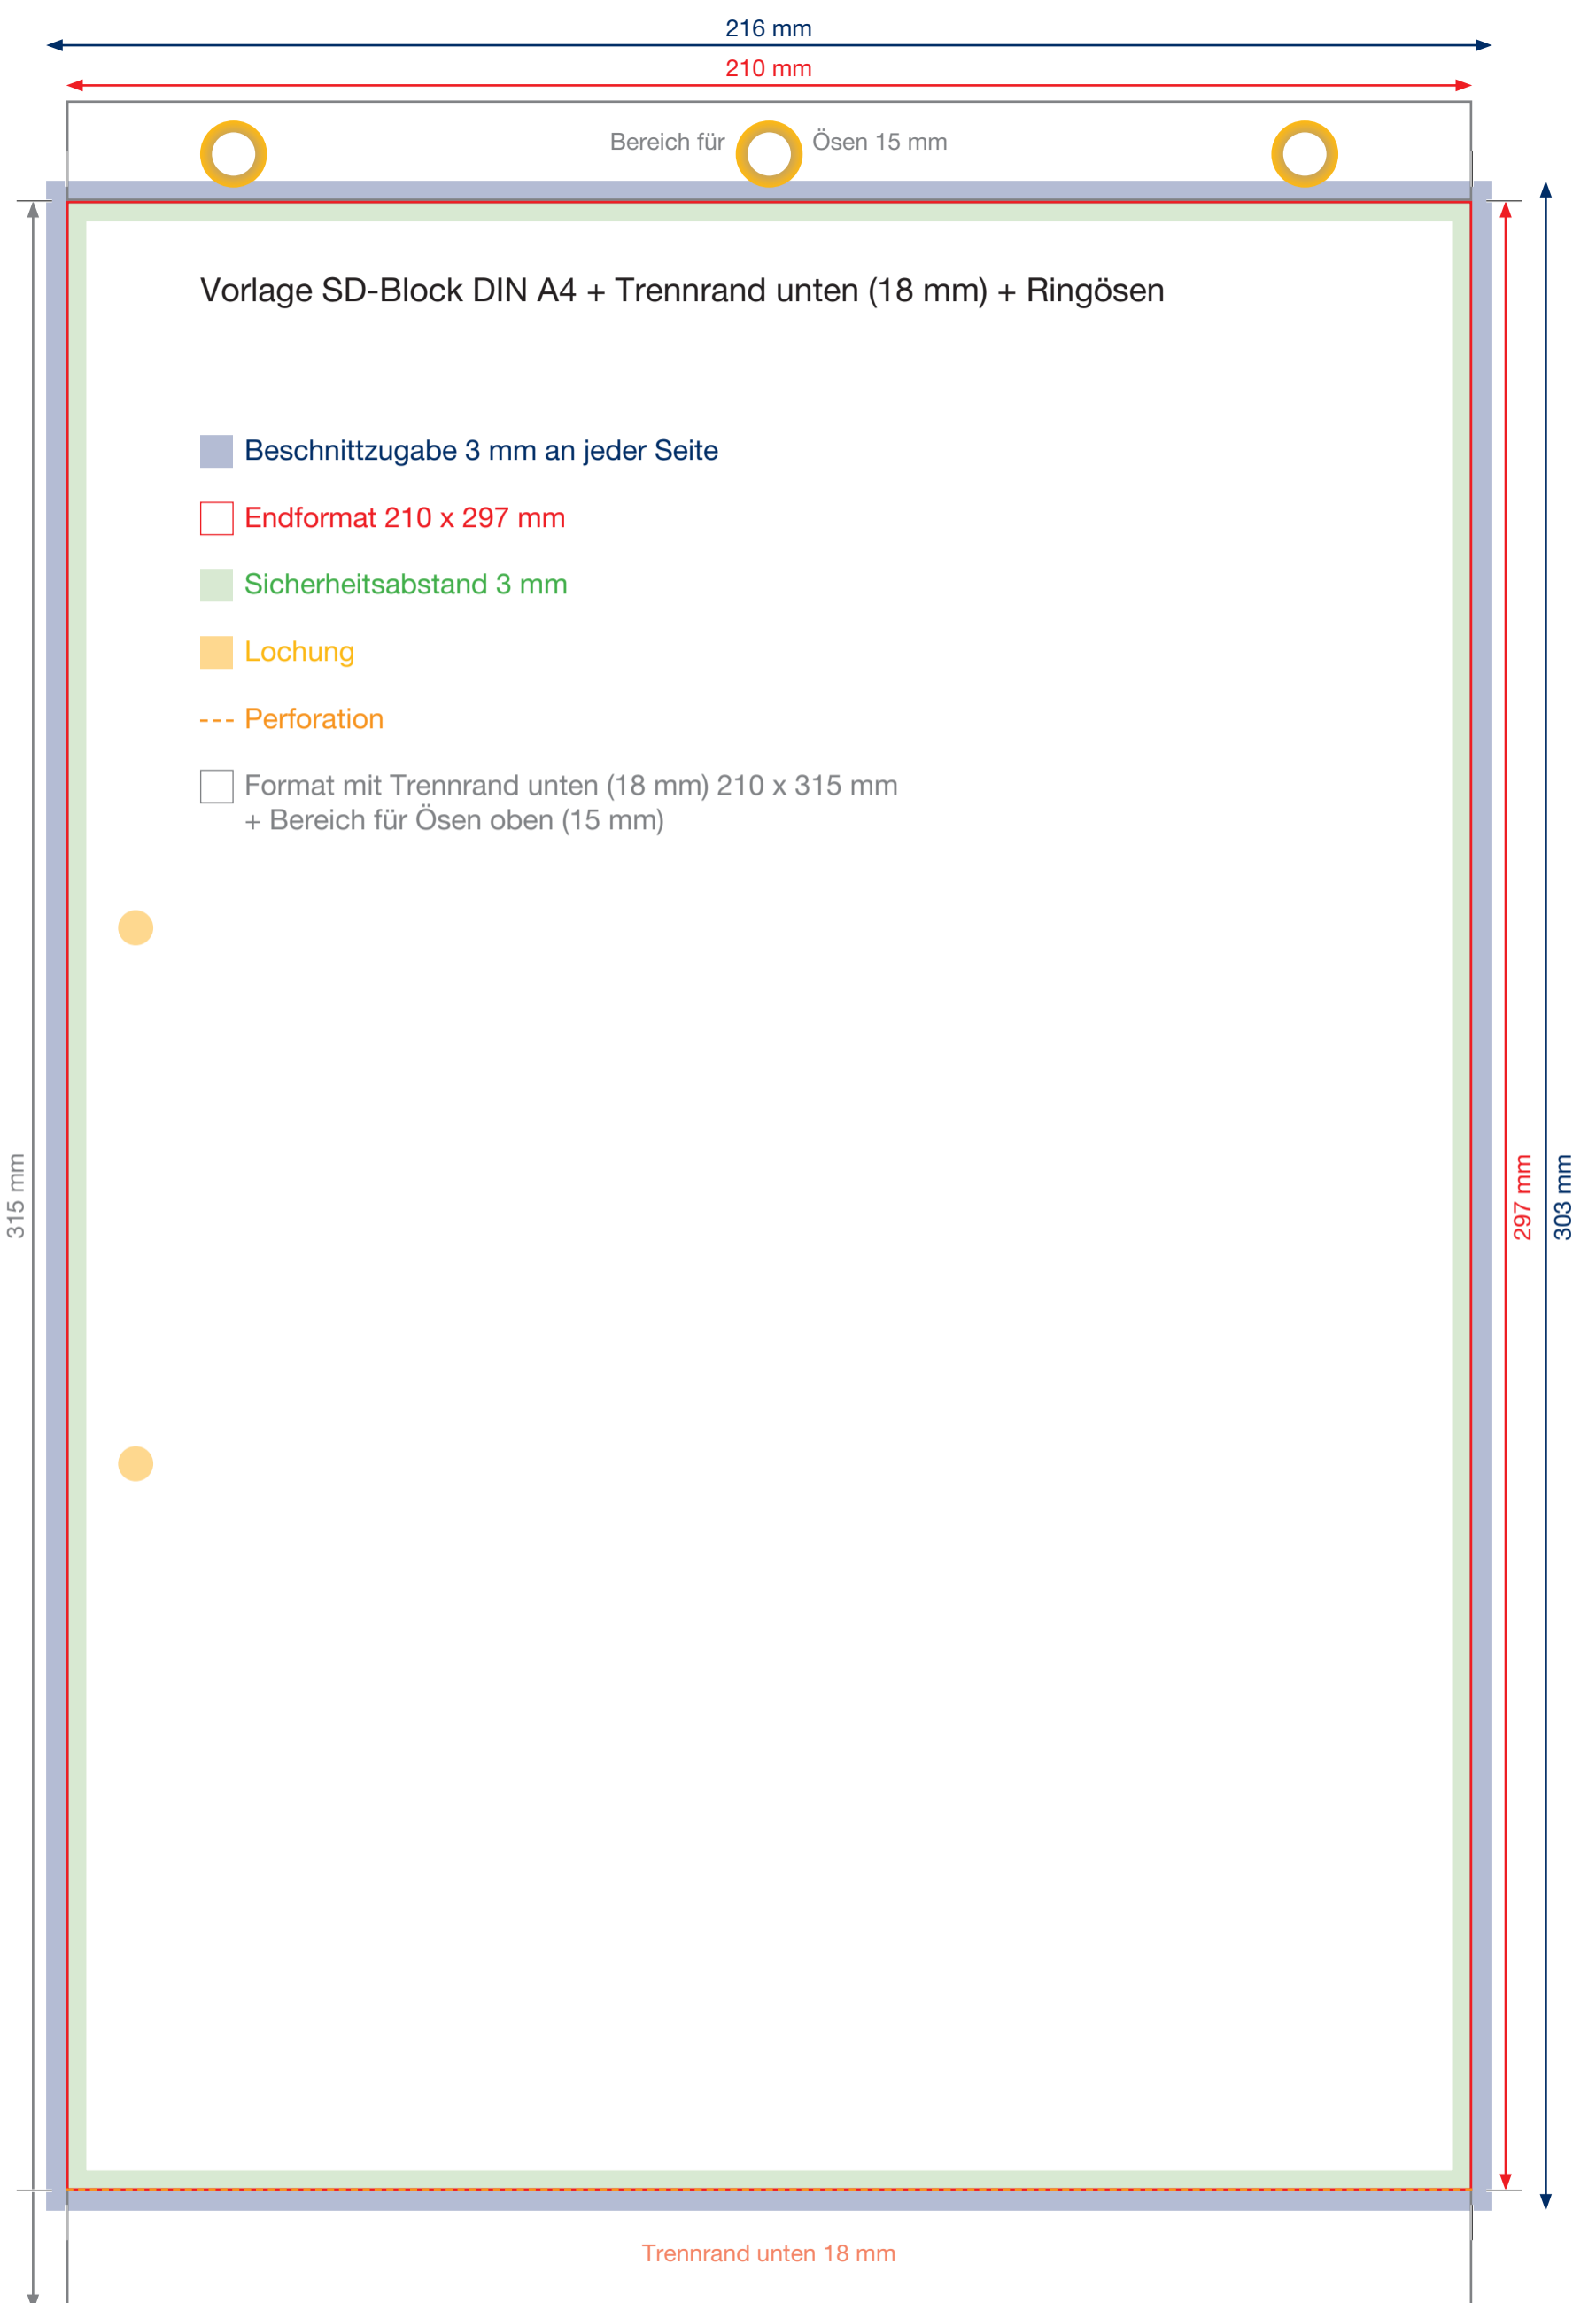 216 mm
210 mm
Bereich für Ösen 15 mm
Vorlage SD-Block DIN A4 + Trennrand unten (18 mm) + Ringösen
Beschnittzugabe 3 mm an jeder Seite
Endformat 210 x 297 mm
Sicherheitsabstand 3 mm
Lochung
Perforation
Format mit Trennrand unten (18 mm) 210 x 315 mm
+ Bereich für Ösen oben (15 mm)
315 mm
297 mm
303 mm
Trennrand unten 18 mm